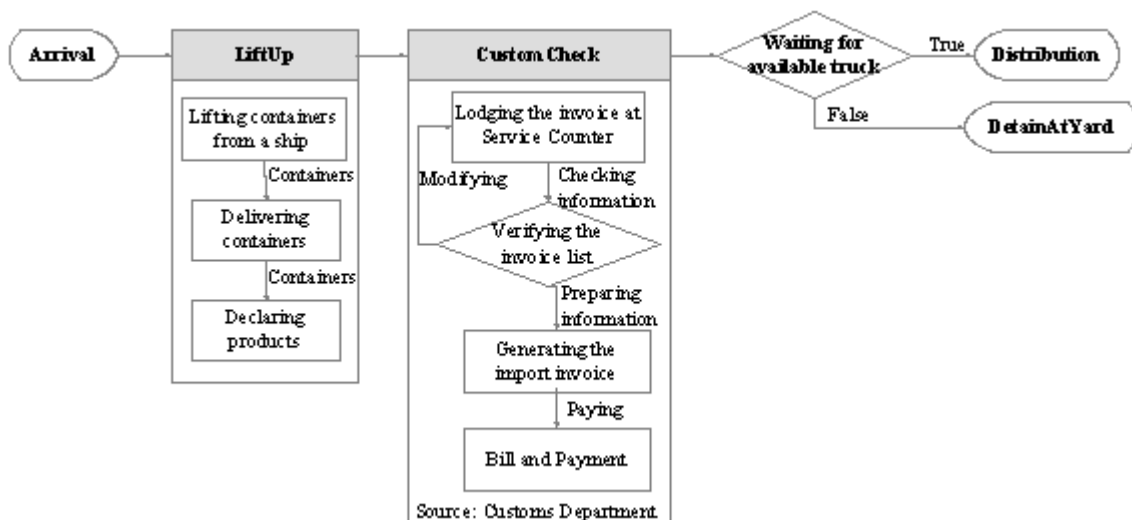 Arrival
LiftUp
Lifting containers
from a ship
Containers
Delivering
containers
Containers
Declaring
products
Custom Check
Lodging the invoice at
Service Counter
Modifying
Checking
information
Verifying the
invoice list
Preparing
information
Generating the
import invoice
Paying
Bill and Payment
Source: Customs Department
Waiting for
available truck
True
Distribution
False
DetainAtYard